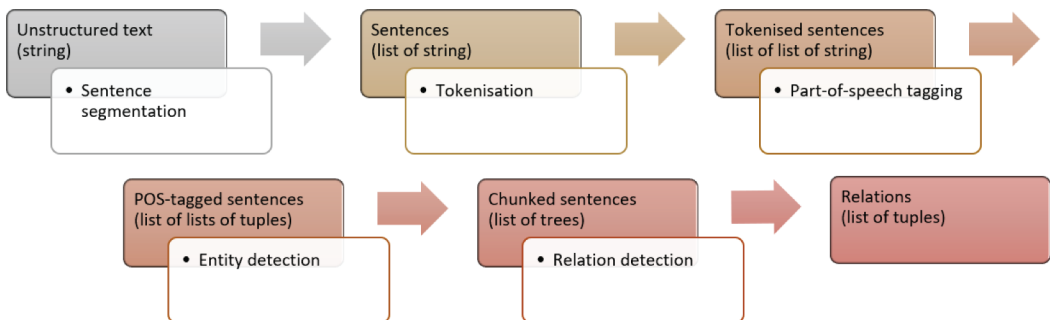 Unstructured text
(string)
• Sentence
segmentation
Sentences
(list of string)
• Tokenisation
Tokenised sentences
(list of list of string)
• Part-of-speech tagging
POS-tagged sentences
(list of lists of tuples)
• Entity detection
Chunked sentences
(list of trees)
• Relation detection
Relations
(list of tuples)